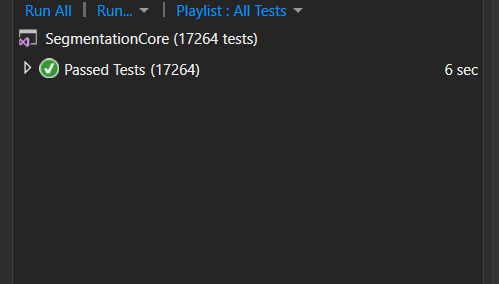 Run All | Run... | Playlist : All Tests
SegmentationCore (17264 tests)
Passed Tests (17264) 6 sec